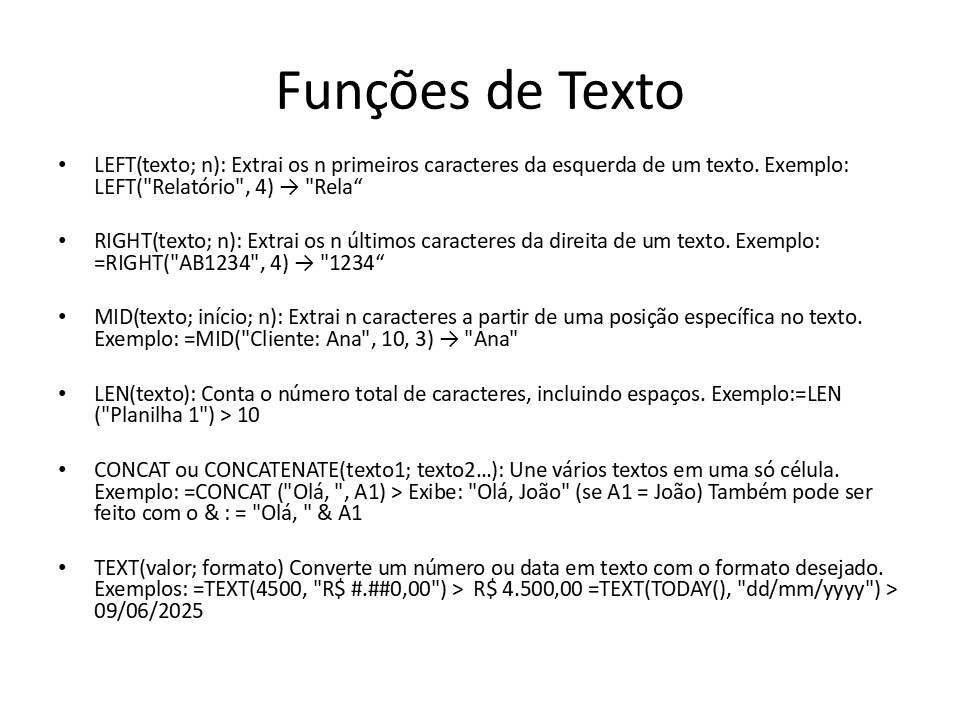 Funções de Texto
• LEFT(texto; n): Extrai os n primeiros caracteres da esquerda de um texto. Exemplo:
LEFT("Relatório", 4) → "Rela“
• RIGHT(texto; n): Extrai os n últimos caracteres da direita de um texto. Exemplo:
=RIGHT("AB1234", 4) → "1234“
• MID(texto; início; n): Extrai n caracteres a partir de uma posição específica no texto.
Exemplo: =MID("Cliente: Ana", 10, 3) → "Ana"
• LEN(texto): Conta o número total de caracteres, incluindo espaços. Exemplo:=LEN
("Planilha 1") > 10
• CONCAT ou CONCATENATE(texto1; texto2…): Une vários textos em uma só célula.
Exemplo: =CONCAT ("Olá, ", A1) > Exibe: "Olá, João" (se A1 = João) Também pode ser
feito com o & : = "Olá, " & A1
• TEXT(valor; formato) Converte um número ou data em texto com o formato desejado.
Exemplos: =TEXT(4500, "R$ #.##0,00") >  R$ 4.500,00 =TEXT(TODAY(), "dd/mm/yyyy") >
09/06/2025